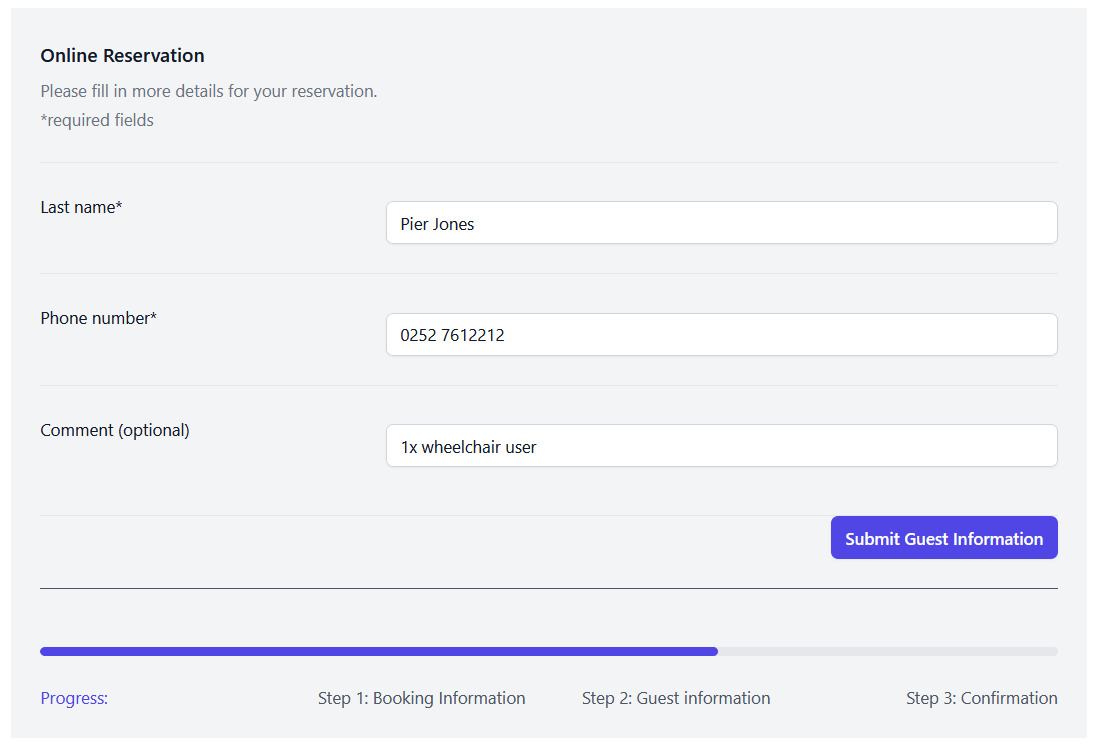 Online Reservation
Please fill in more details for your reservation.
*required fields
Last name*
Pier Jones
Phone number*
0252 7612212
Comment (optional)
1x wheelchair user
Submit Guest Information
Progress: Step 1: Booking Information Step 2: Guest information Step 3: Confirmation